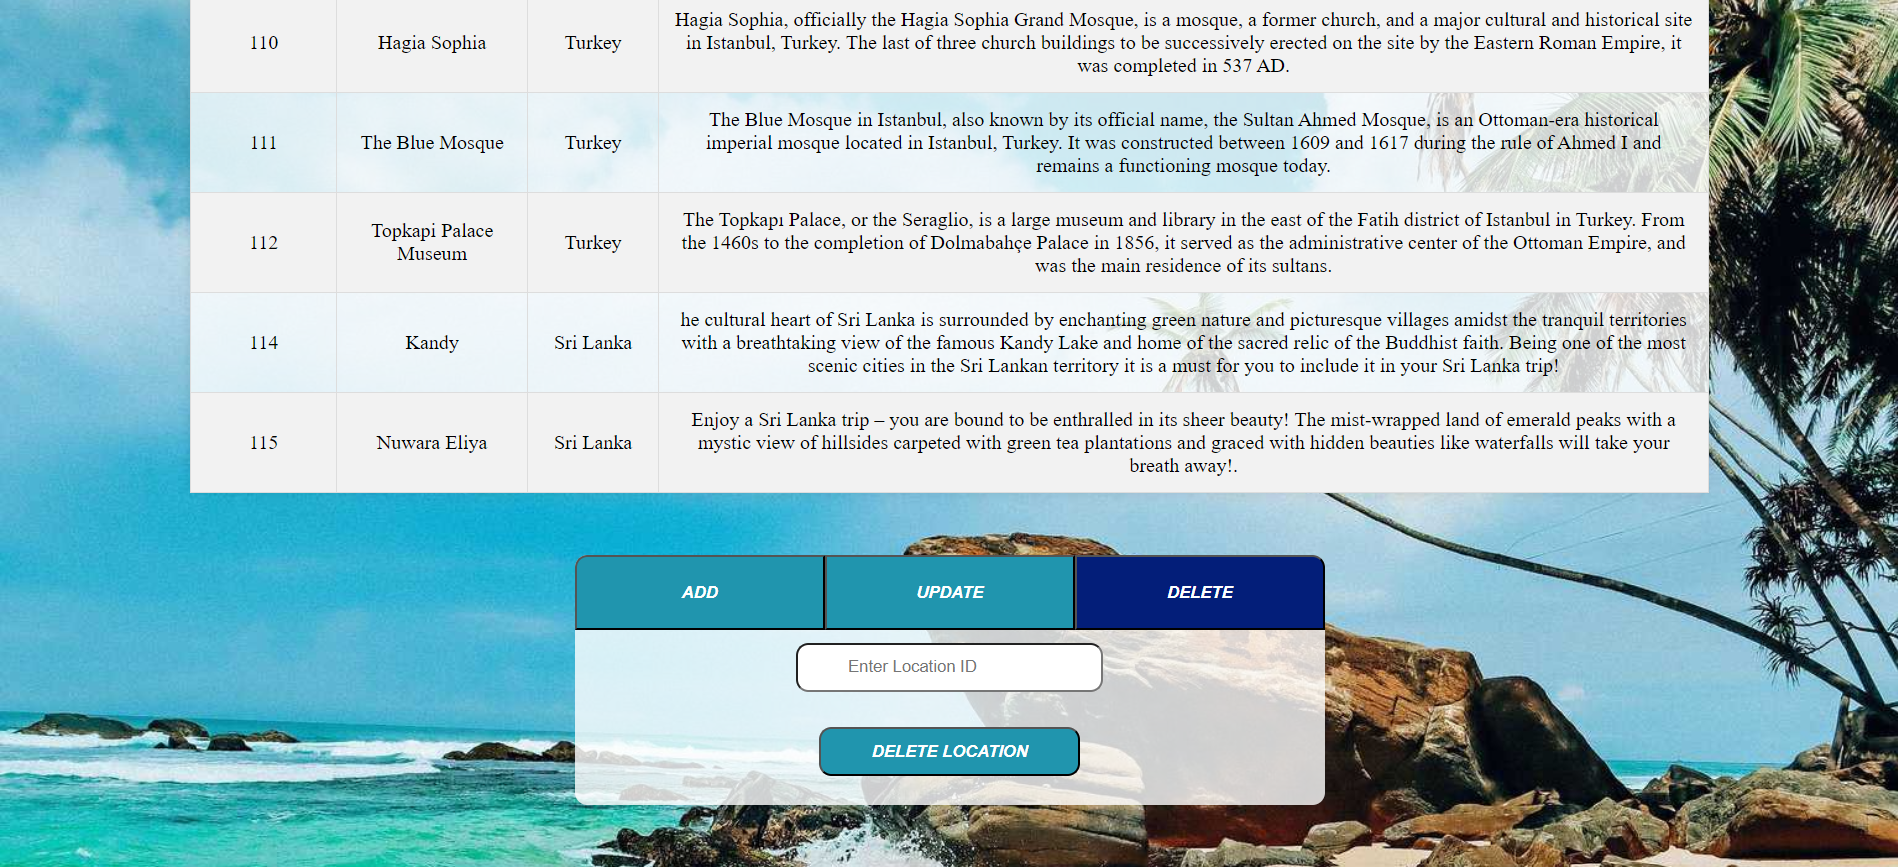 Hagia Sophia, officially the Hagia Sophia Grand Mosque, is a mosque, a former church, and a major cultural and historical site
110 Hagia Sophia Turkey in Istanbul, Turkey. The last of three church buildings to be successively erected on the site by the Eastern Roman Empire, it
was completed in 537 AD.
The Blue Mosque in Istanbul, also known by its official name, the Sultan Ahmed Mosque, is an Ottoman-era historical
111 The Blue Mosque Turkey imperial mosque located in Istanbul, Turkey. It was constructed between 1609 and 1617 during the rule of Ahmed I and
remains a functioning mosque today.
The Topkapı Palace, or the Seraglio, is a large museum and library in the east of the Fatih district of Istanbul in Turkey. From
Topkapi Palace
112 Turkey the 1460s to the completion of Dolmabahçe Palace in 1856, it served as the administrative center of the Ottoman Empire, and
Museum
was the main residence of its sultans.
he cultural heart of Sri Lanka is surrounded by enchanting green nature and picturesque villages amidst the tranquil territories
114 Kandy Sri Lanka with a breathtaking view of the famous Kandy Lake and home of the sacred relic of the Buddhist faith. Being one of the most
scenic cities in the Sri Lankan territory it is a must for you to include it in your Sri Lanka trip!
Enjoy a Sri Lanka trip – you are bound to be enthralled in its sheer beauty! The mist-wrapped land of emerald peaks with a
115 Nuwara Eliya Sri Lanka mystic view of hillsides carpeted with green tea plantations and graced with hidden beauties like waterfalls will take your
breath away!.
ADD UPDATE DELETE
Enter Location ID
DELETE LOCATION